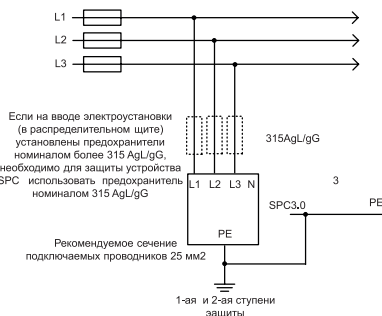 L1
L2
L3
Если на вводе электроустановки
(в распределительном щите)
установлены предохранители
номиналом более 315 AgL/gG,
необходимо для защиты устройства
SPC использовать предохранитель
номиналом 315 AgL/gG
315AgL/gG
L1 L2 L3 N
3
SPC3.0
PE
PE
Рекомендуемое сечение
подключаемых проводников 25 мм2
1-ая и 2-ая ступени
защиты